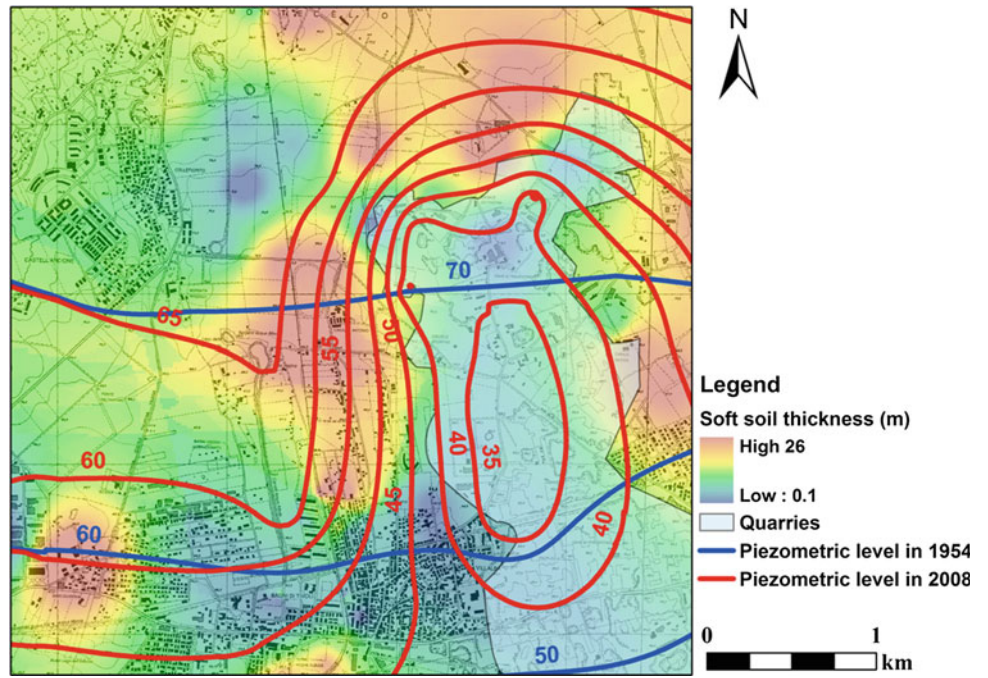 N
70
65
50
55
60
40
35
45
40
60
50
Legend
Soft soil thickness (m)
High 26
Low : 0.1
Quarries
Piezometric level in 1954
Piezometric level in 2008
0 1
km